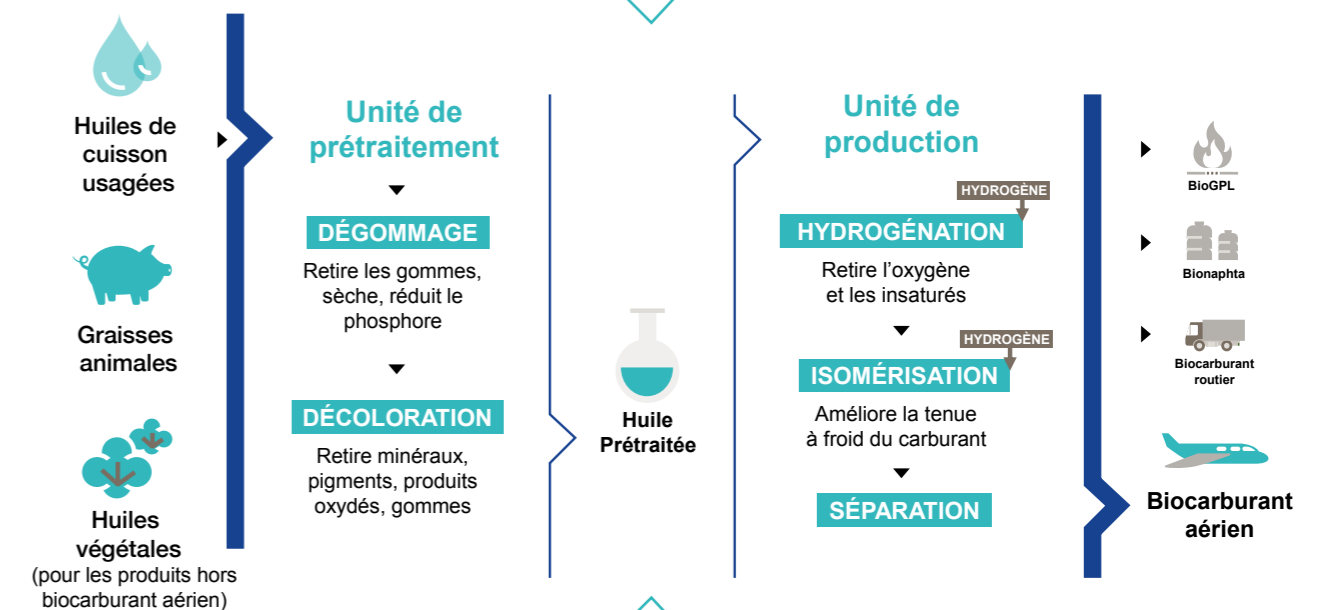 Huiles de
cuisson
usagées
Graisses
animales
Huiles
végétales
(pour les produits hors
biocarburant aérien)
Unité de
prétraitement
DÉGOMMAGE
Retire les gommes,
sèche, réduit le
phosphore
DÉCOLORATION
Retire minéraux,
pigments, produits
oxydés, gommes
Huile
Prétraitée
Unité de
production
HYDROGÈNE
HYDROGÉNATION
Retire l’oxygène
et les insaturés
HYDROGÈNE
ISOMÉRISATION
Améliore la tenue
à froid du carburant
SÉPARATION
BioGPL
Bionaphta
Biocarburant
routier
Biocarburant
aérien